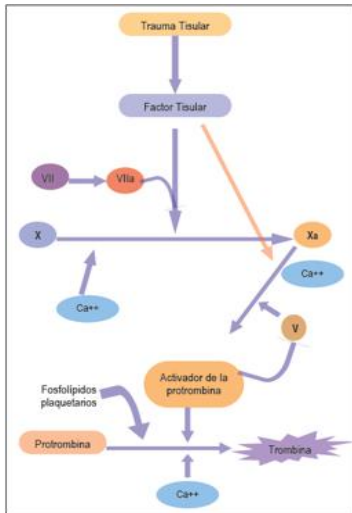 Trauma Tisular
Factor Tisular
VII
VIIa
X
Xa
Ca++
Ca++
V
Activador de la
protrombina
Fosfolípidos
plaquetarios
Protrombina
Trombina
Ca++